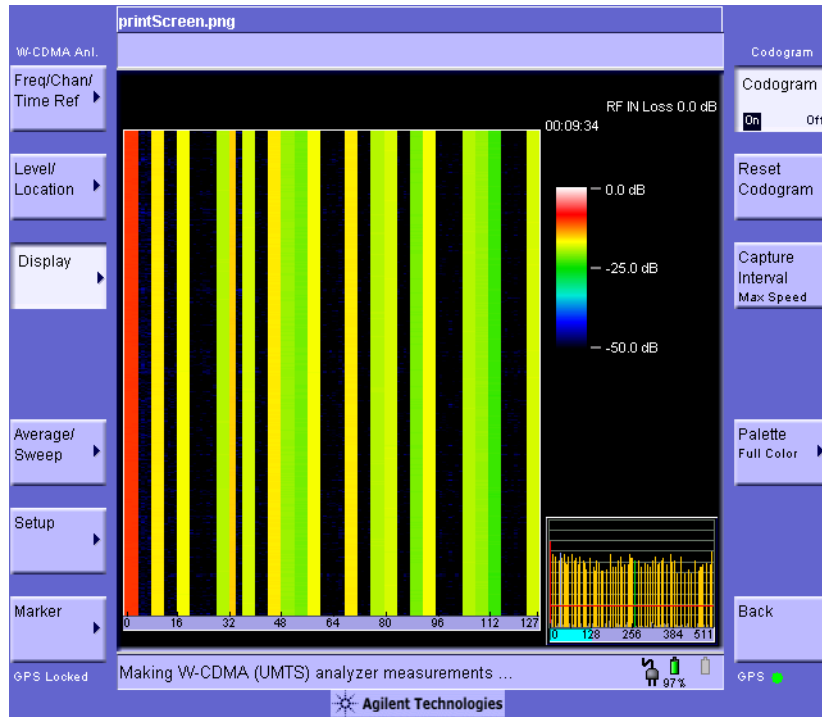 printScreen.png
W-CDMA Anl.
Freq/Chan/
Time Ref
Level/
Location
Display
Average/
Sweep
Setup
Marker
GPS Locked
RF IN Loss 0.0 dB
00:09:34
0.0 dB
-25.0 dB
-50.0 dB
0 16 32 48 64 80 96 112 127
0 128 256 384 511
Making W-CDMA (UMTS) analyzer measurements ...
97%
Agilent Technologies
Codogram
Codogram
On Off
Reset
Codogram
Capture
Interval
Max Speed
Palette
Full Color
Back
GPS